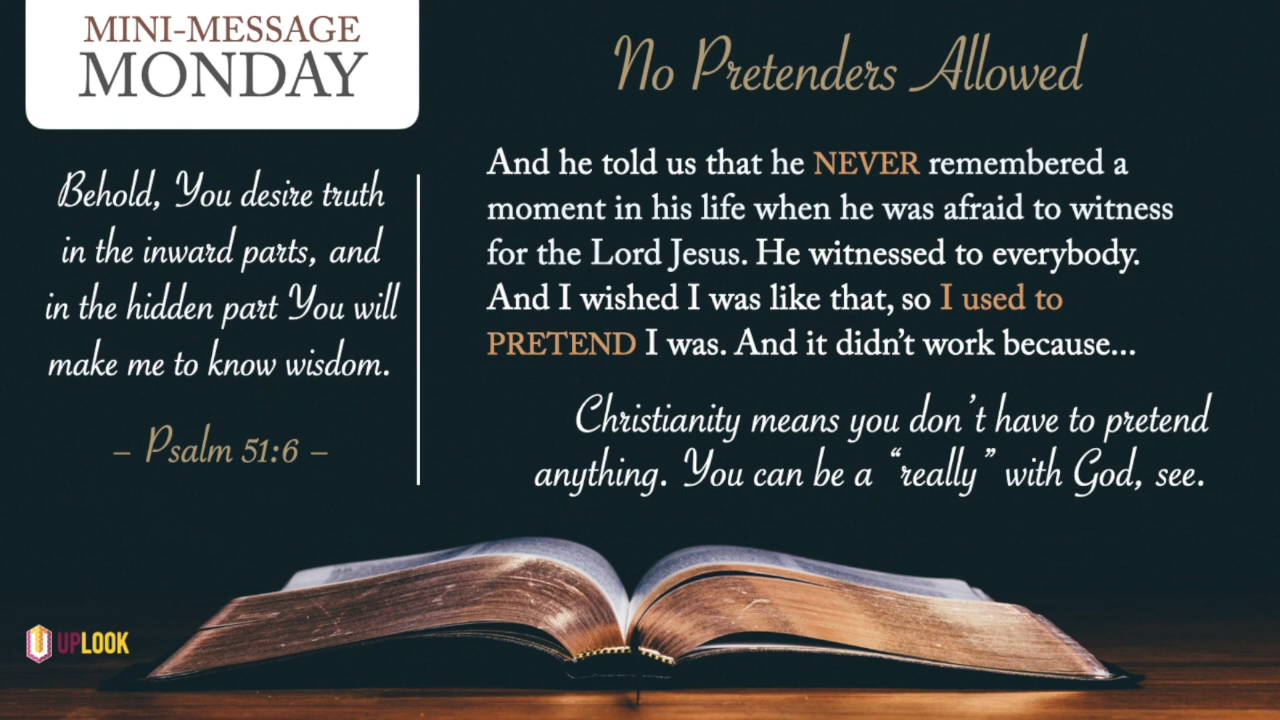 MINI-MESSAGE
MONDAY
Behold, You desire truth
in the inward parts, and
in the hidden part You will
make me to know wisdom.
– Psalm 51:6 –
No Pretenders Allowed
And he told us that he NEVER remembered a
moment in his life when he was afraid to witness
for the Lord Jesus. He witnessed to everybody.
And I wished I was like that, so I used to
PRETEND I was. And it didn’t work because...
Christianity means you don’t have to pretend
anything. You can be a “really” with God, see.
UPLOOK